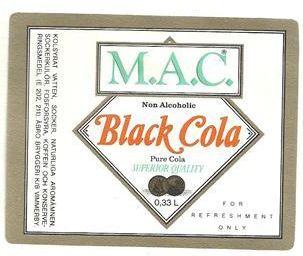 KOLSYRAT VATTEN, SOCKER, NATURLIGA AROMÄMNEN,
SOCKERKULÖR, FOSFORSYRA, KOFFEIN OCH KONSERVE-
RINGSMEDEL (E 202, 211). ÅBRO BRYGGERI K/B VIMMERBY.
M.A.C.
Non Alcoholic
Black Cola
Pure Cola
SUPERIOR QUALITY
0,33 L
FOR
REFRESHMENT
ONLY